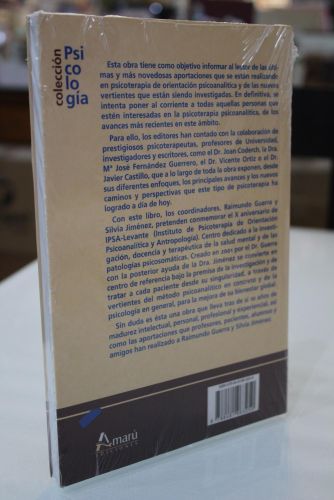 colección
Psi
co
lo
gía
Esta obra tiene como objetivo informar al lector de las últi-
mas y más novedosas aportaciones que se están realizando
en psicoterapia de orientación psicoanalítica y de las nuevas
vertientes que están siendo investigadas. En definitiva, se
intenta poner al corriente a todas aquellas personas que
estén interesadas en la psicoterapia psicoanalítica, de los
avances más recientes en este ámbito.
Para ello, los editores han contado con la colaboración de
prestigiosos psicoterapeutas, profesores de Universidad,
investigadores y escritores, como el Dr. Joan Coderch, la Dra.
Mª José Fernández Guerrero, el Dr. Vicente Ortiz o el Dr.
Javier Castillo, que a lo largo de toda la obra exponen, desde
sus diferentes enfoques, los principales avances y los nuevos
caminos y perspectivas que este tipo de psicoterapia ha
logrado a día de hoy.
Con este libro, los coordinadores, Raimundo Guerra y
Silvia Jiménez, pretenden conmemorar el X aniversario de
IPSA-Levante (Instituto de Psicoterapia de Orientación
Psicoanalítica y Antropología). Centro dedicado a la investi-
gación, docencia y terapéutica de la salud mental y de las
patologías psicosomáticas. Creado en por el Dr. Guerra
con la posterior ayuda de la Dra. Jiménez se convierte en
centro de referencia bajo la premisa de la investigación y de
tratar a cada paciente desde su singularidad, a través de
vertientes del método psicoanalítico en concreto y de la
psicología en general, para la mejora de su bienestar global.
Sin duda es ésta una obra que lleva tras de sí años de
madurez intelectual, personal, profesional y experiencial, así
como las aportaciones que profesores, pacientes, alumnos y
amigos han realizado a Raimundo Guerra y Silvia Jiménez.
Amarú
EDICIONES